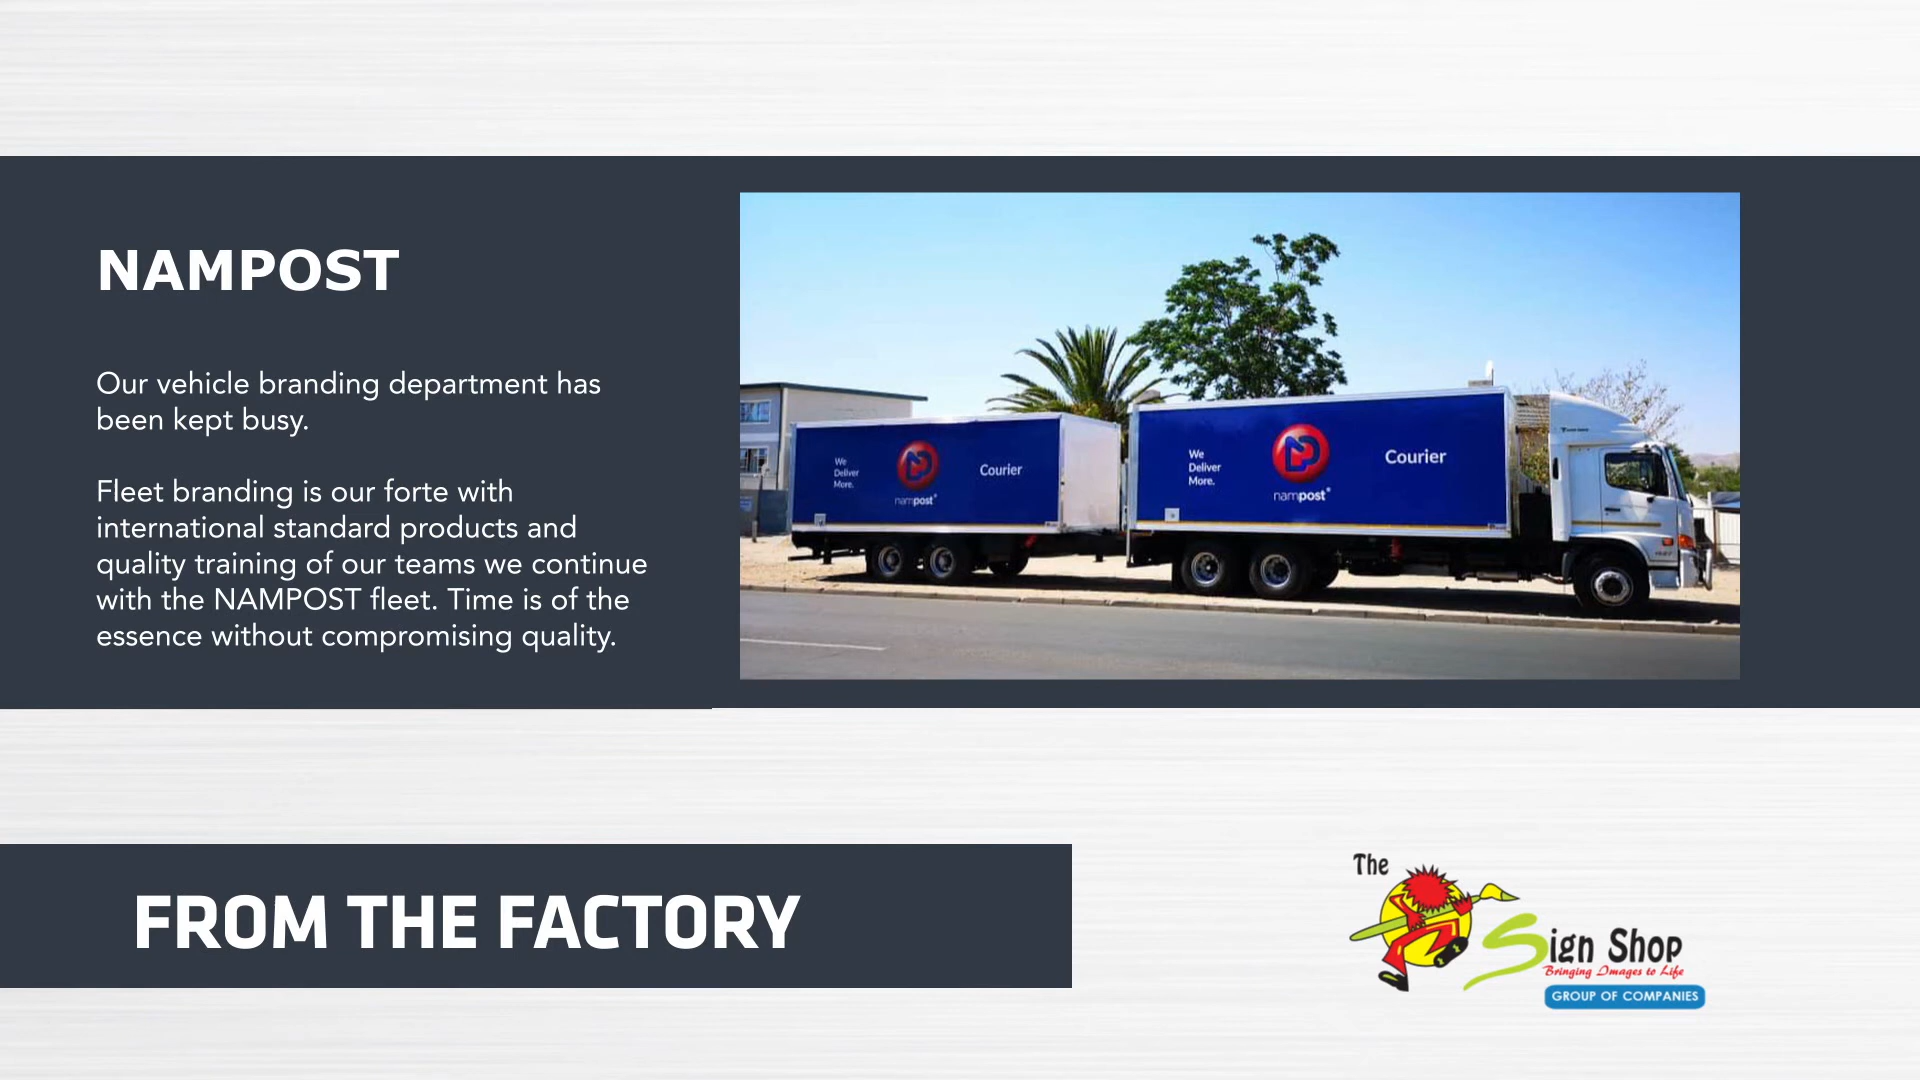 NAMPOST
Our vehicle branding department has
been kept busy.
Fleet branding is our forte with
international standard products and
quality training of our teams we continue
with the NAMPOST fleet. Time is of the
essence without compromising quality.
We
Deliver
More.
nampost®
Courier
We
Deliver
More.
nampost®
Courier
FROM THE FACTORY
The
Sign Shop
Bringing Images to Life
GROUP OF COMPANIES